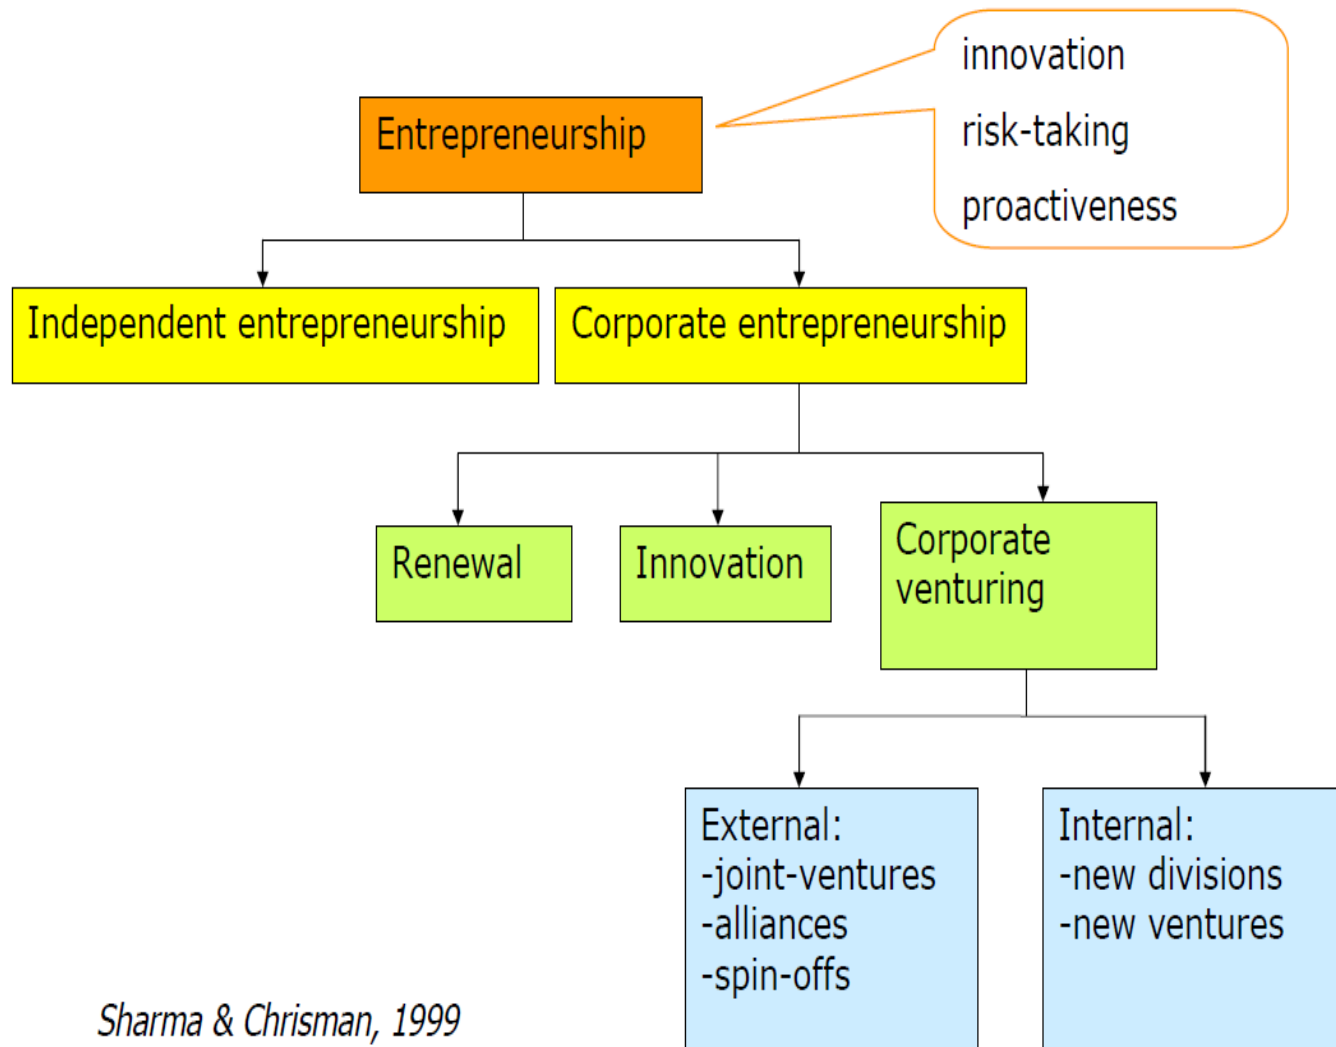 innovation
risk-taking
proactiveness
Entrepreneurship
Independent entrepreneurship
Corporate entrepreneurship
Renewal
Innovation
Corporate
venturing
External:
-joint-ventures
-alliances
-spin-offs
Internal:
-new divisions
-new ventures
Sharma & Chrisman, 1999